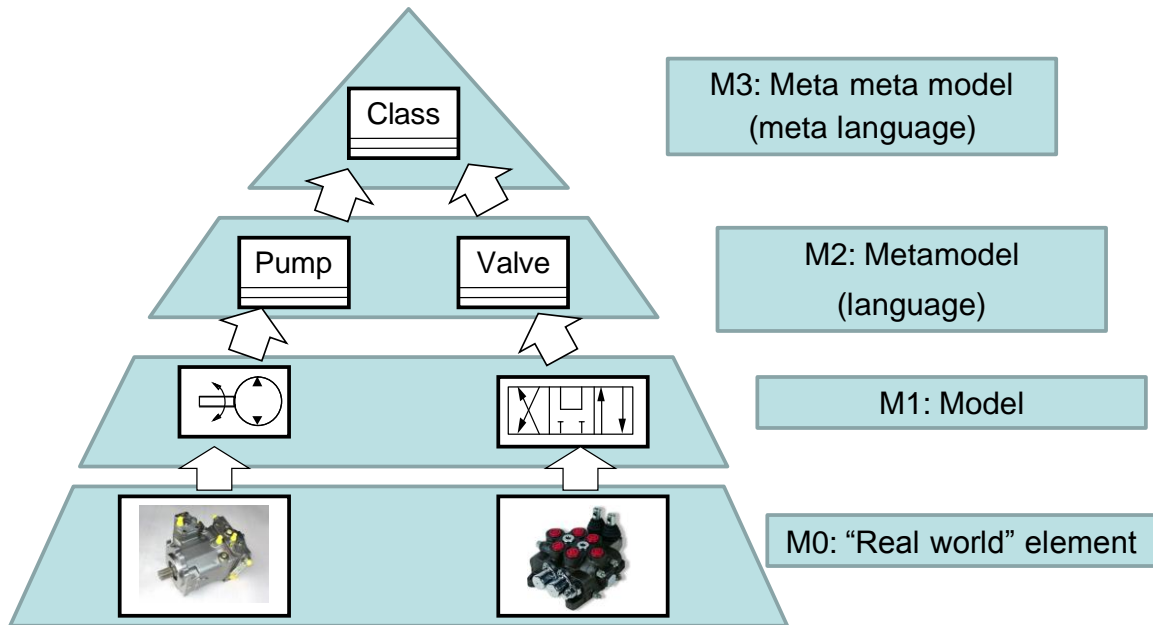 Class
M3: Meta meta model
(meta language)
Pump
Valve
M2: Metamodel
(language)
M1: Model
M0: “Real world” element